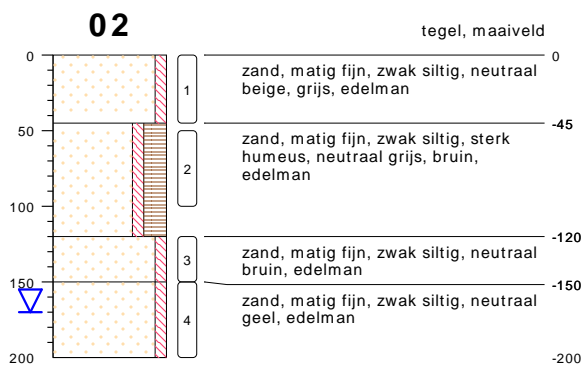 02
tegel, maaiveld
0
0
zand, matig fijn, zwak siltig, neutraal
beige, grijs, edelman
1
-45
50
zand, matig fijn, zwak siltig, sterk
humeus, neutraal grijs, bruin,
edelman
2
100
-120
zand, matig fijn, zwak siltig, neutraal
bruin, edelman
3
150
-150
zand, matig fijn, zwak siltig, neutraal
geel, edelman
4
200
-200